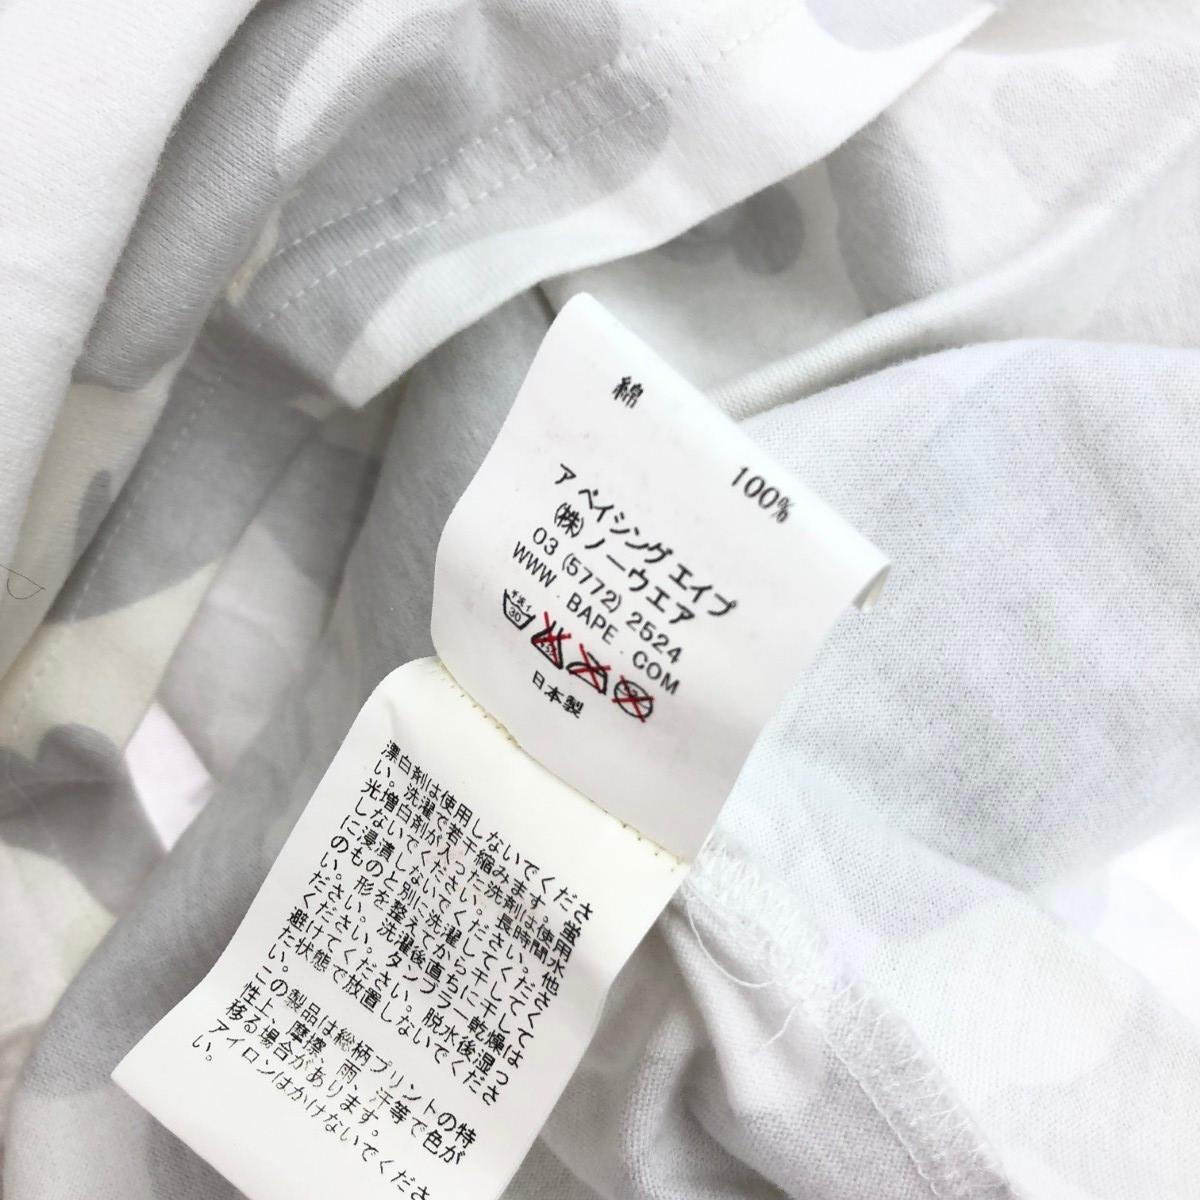 綿 100%
ア ベイシング エイプ
(株) ノーウエア
03 (5772) 2524
WWW . BAPE . COM
手洗イ
30
日本製
漂白剤は使用しないでくださ
い。洗濯で若干縮みます。蛍
光増白剤が入った洗剤は使用
しないでください。長時間水
に浸漬しないでください。他
のものと別に洗濯してくださ
い。形を整えてから干してく
ださい。洗濯後直ちに干して
ください。タンブラー乾燥は
避けてください。脱水後湿っ
た状態で放置しないでくださ
い。
この製品は総柄プリントの特
性上、摩擦、雨、汗等で色が
移る場合があります。
アイロンはかけないでくださ
い。